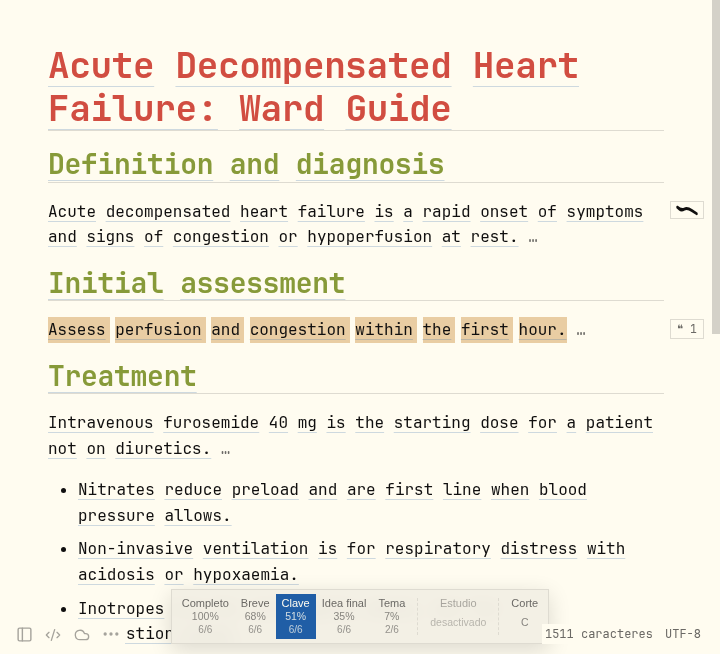 Acute Decompensated Heart
Failure: Ward Guide
Definition and diagnosis
Acute decompensated heart failure is a rapid onset of symptoms
and signs of congestion or hypoperfusion at rest. …
Initial assessment
Assess perfusion and congestion within the first hour. …
❝ 1
Treatment
Intravenous furosemide 40 mg is the starting dose for a patient
not on diuretics. …
• Nitrates reduce preload and are first line when blood
pressure allows.
• Non-invasive ventilation is for respiratory distress with
acidosis or hypoxaemia.
• Inotropes
Completo Breve Clave Idea final Tema Estudio Corte
100% 68% 51% 35% 7% desactivado C
6/6 6/6 6/6 6/6 2/6
1511 caracteres UTF-8